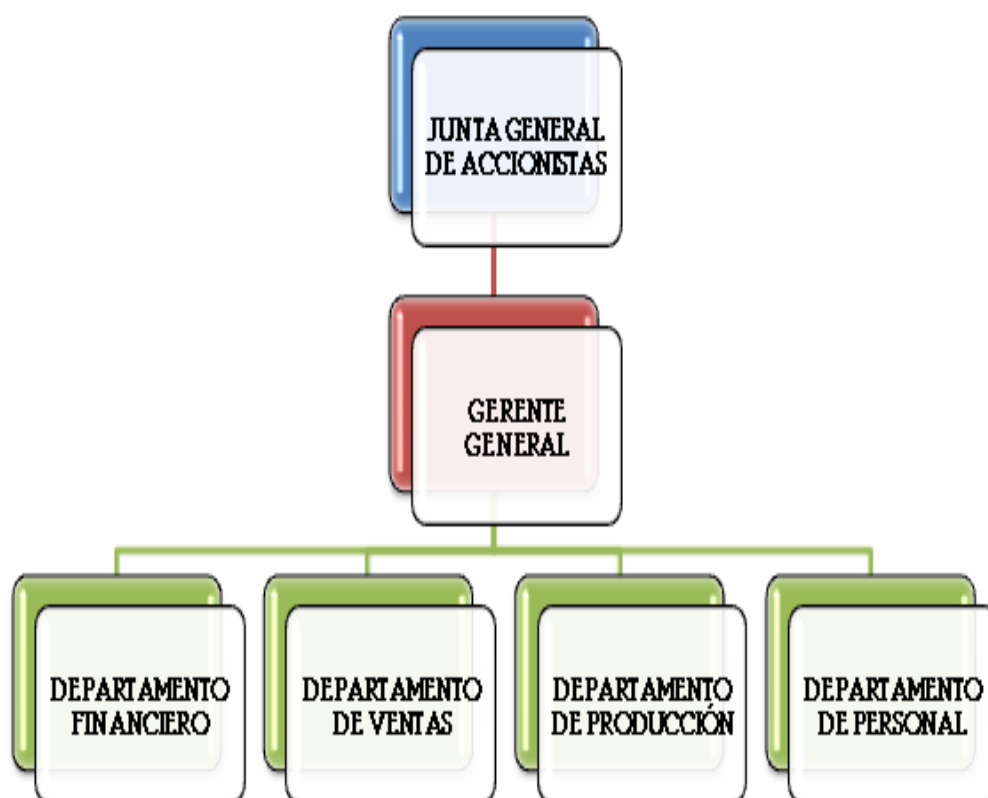 JUNTA GENERAL
DE ACCIONISTAS
GERENTE
GENERAL
DEPARTAMENTO
FINANCIERO
DEPARTAMENTO
DE VENTAS
DEPARTAMENTO
DE PRODUCCIÓN
DEPARTAMENTO
DE PERSONAL